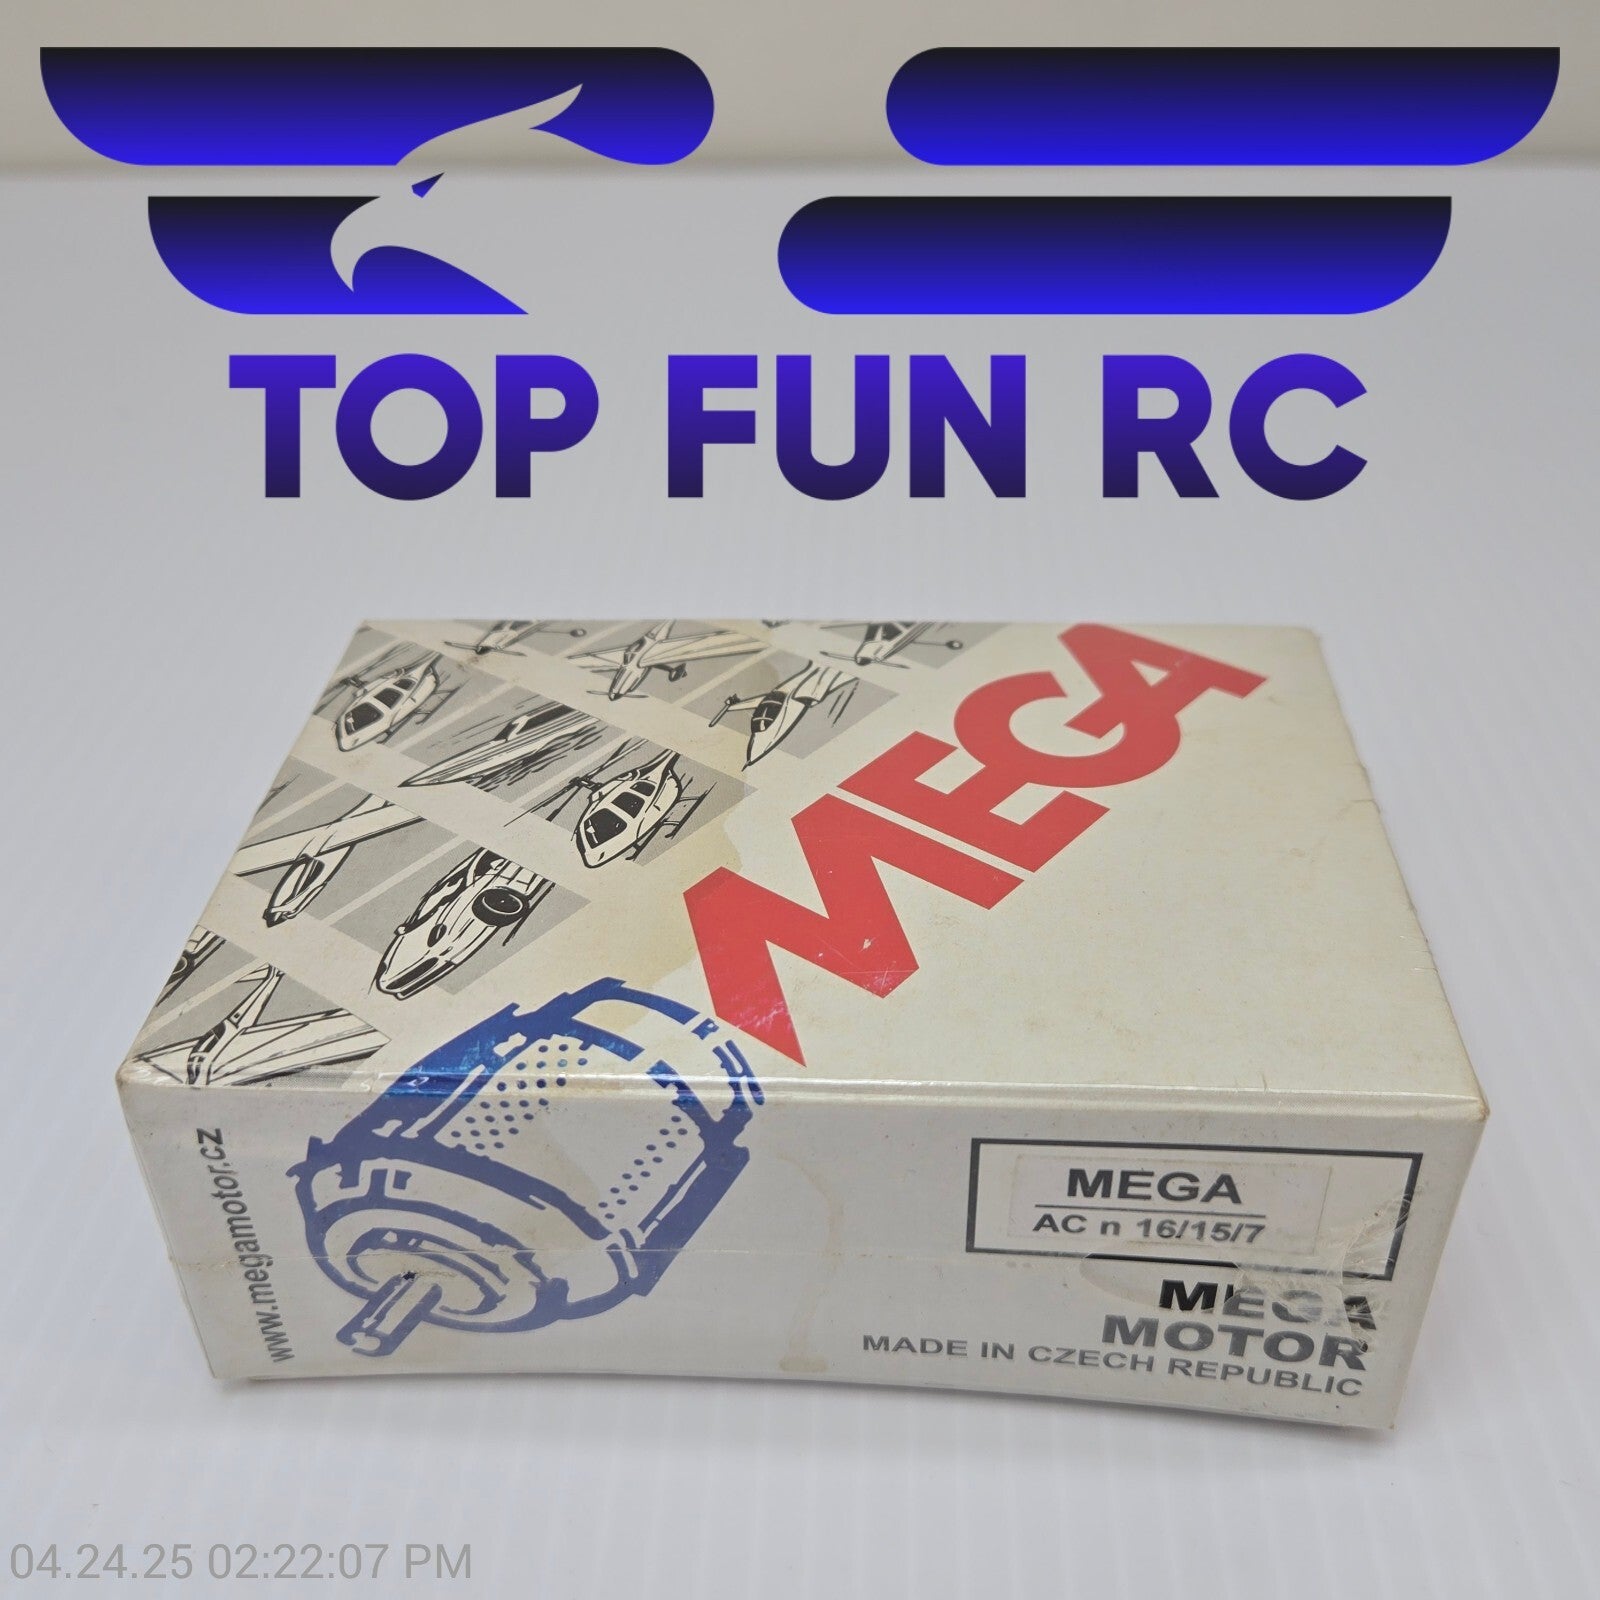 TOP FUN RC
MEGA
www.megamotor.cz
MEGA
AC n 16/15/7
MEGA
MOTOR
MADE IN CZECH REPUBLIC
04.24.25 02:22:07 PM